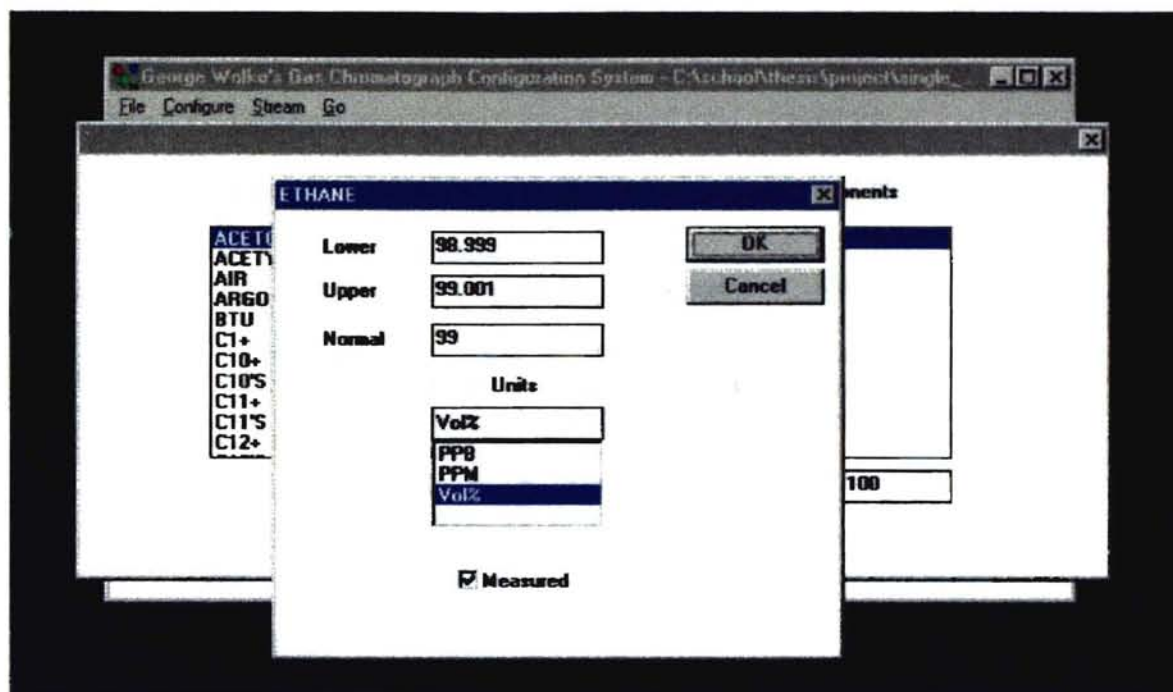 George Wolke's Gas Chromatograph Configuration System - C:\school\thesis\project\single_
File Configure Stream Go
nents
ETHANE
ACETO
ACETY
AIR
ARGO
BTU
C1+
C10+
C10'S
C11+
C11'S
C12+
Lower 98.999
Upper 99.001
Normal 99
Units
Vol%
PPB
PPM
Vol%
Measured
OK
Cancel
100